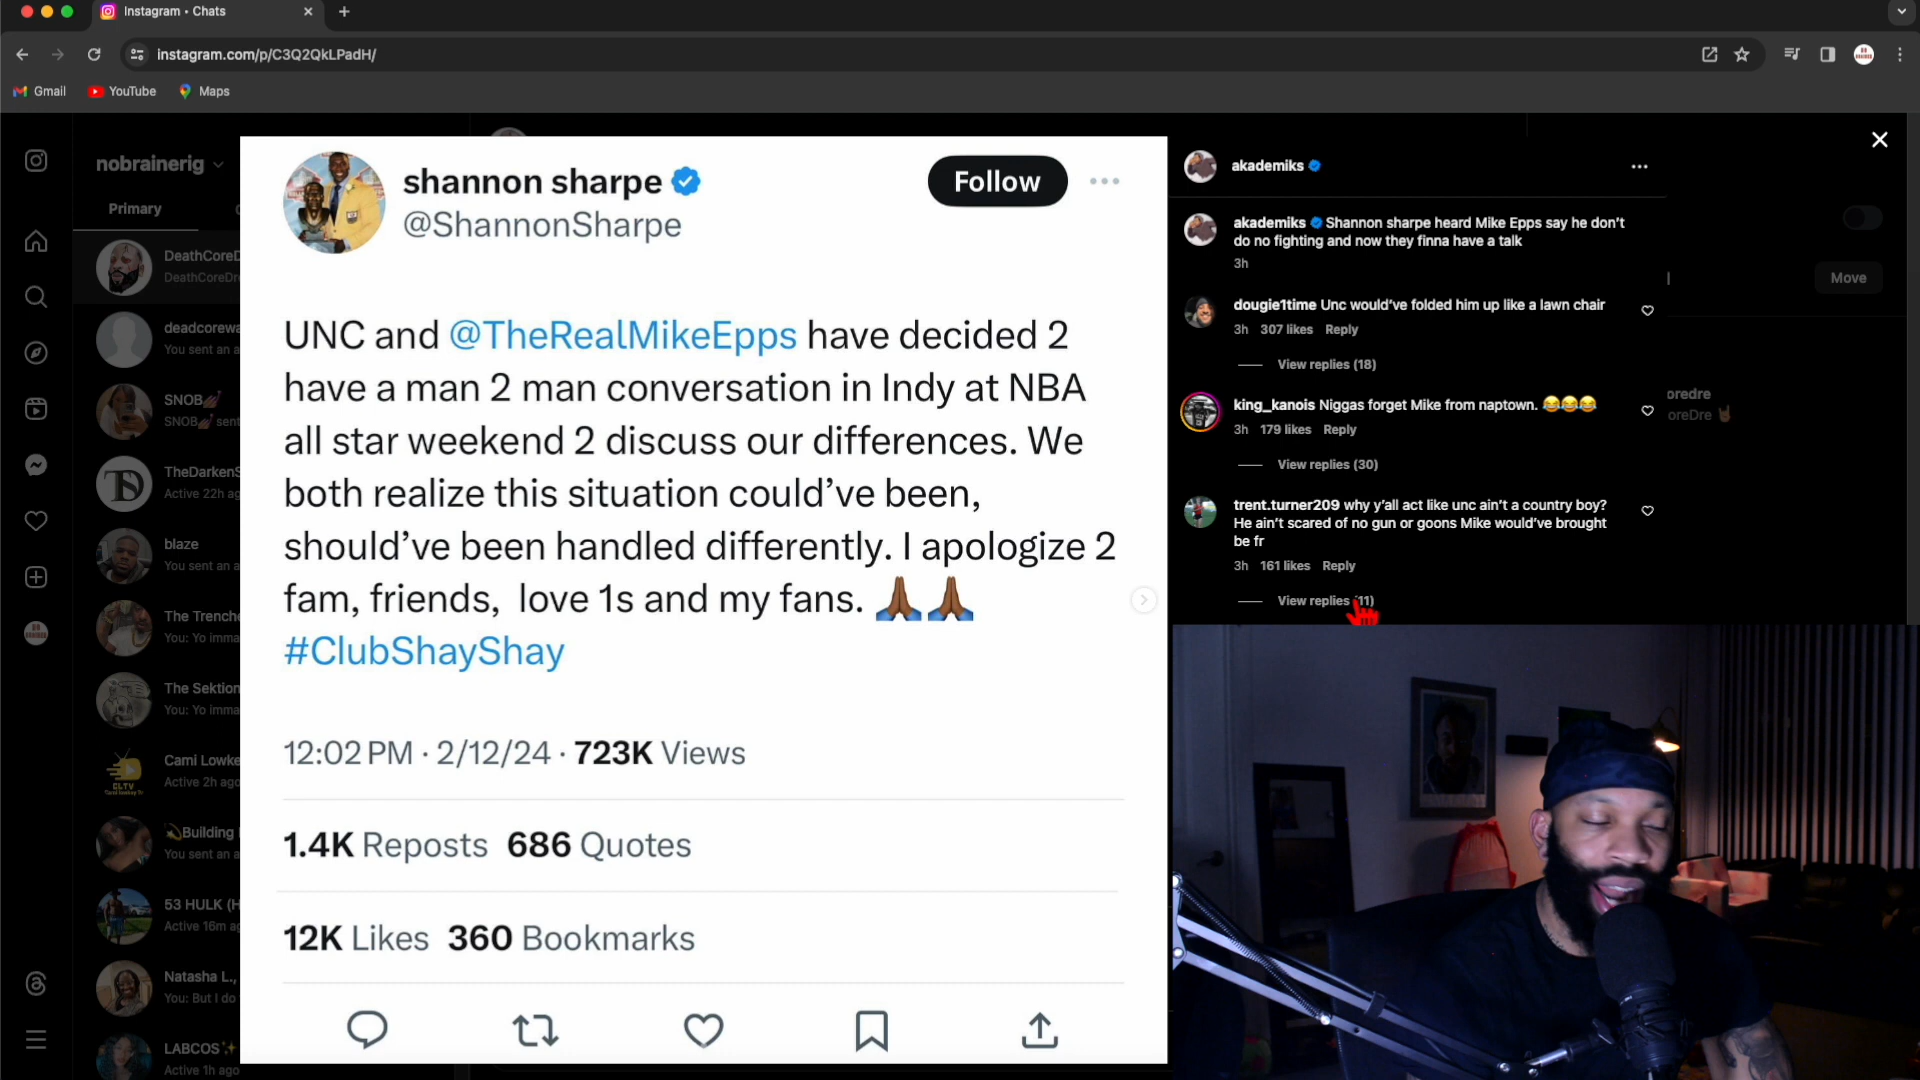 Instagram • Chats
instagram.com/p/C3Q2QkLPadH/
Gmail
YouTube
Maps
nobrainerig
Primary
DeathCoreD
DeathCoreDr
deadcorewa
You sent an a
SNOB
SNOB sent
TheDarkenS
Active 22h ag
blaze
You sent an a
The Trenche
You: Yo imma
The Sektion
You: Yo imma
Cami Lowke
Active 2h ago
Building
You sent an a
53 HULK (H
Active 16m ag
Natasha L.,
You: But I do
LABCOS
Active 1h ago
shannon sharpe
@ShannonSharpe
Follow
UNC and @TheRealMikeEpps have decided 2
have a man 2 man conversation in Indy at NBA
all star weekend 2 discuss our differences. We
both realize this situation could’ve been,
should’ve been handled differently. I apologize 2
fam, friends, love 1s and my fans. 🙏🏾🙏🏾
#ClubShayShay
12:02 PM · 2/12/24 · 723K Views
1.4K Reposts 686 Quotes
12K Likes 360 Bookmarks
akademiks
akademiks Shannon sharpe heard Mike Epps say he don’t
do no fighting and now they finna have a talk
3h
dougie1time Unc would’ve folded him up like a lawn chair
3h 307 likes Reply
View replies (18)
king_kanois Niggas forget Mike from naptown. 😂😂😂
3h 179 likes Reply
View replies (30)
trent.turner209 why y’all act like unc ain’t a country boy?
He ain’t scared of no gun or goons Mike would’ve brought
be fr
3h 161 likes Reply
View replies (11)
Move
oredre
oreDre 🤘